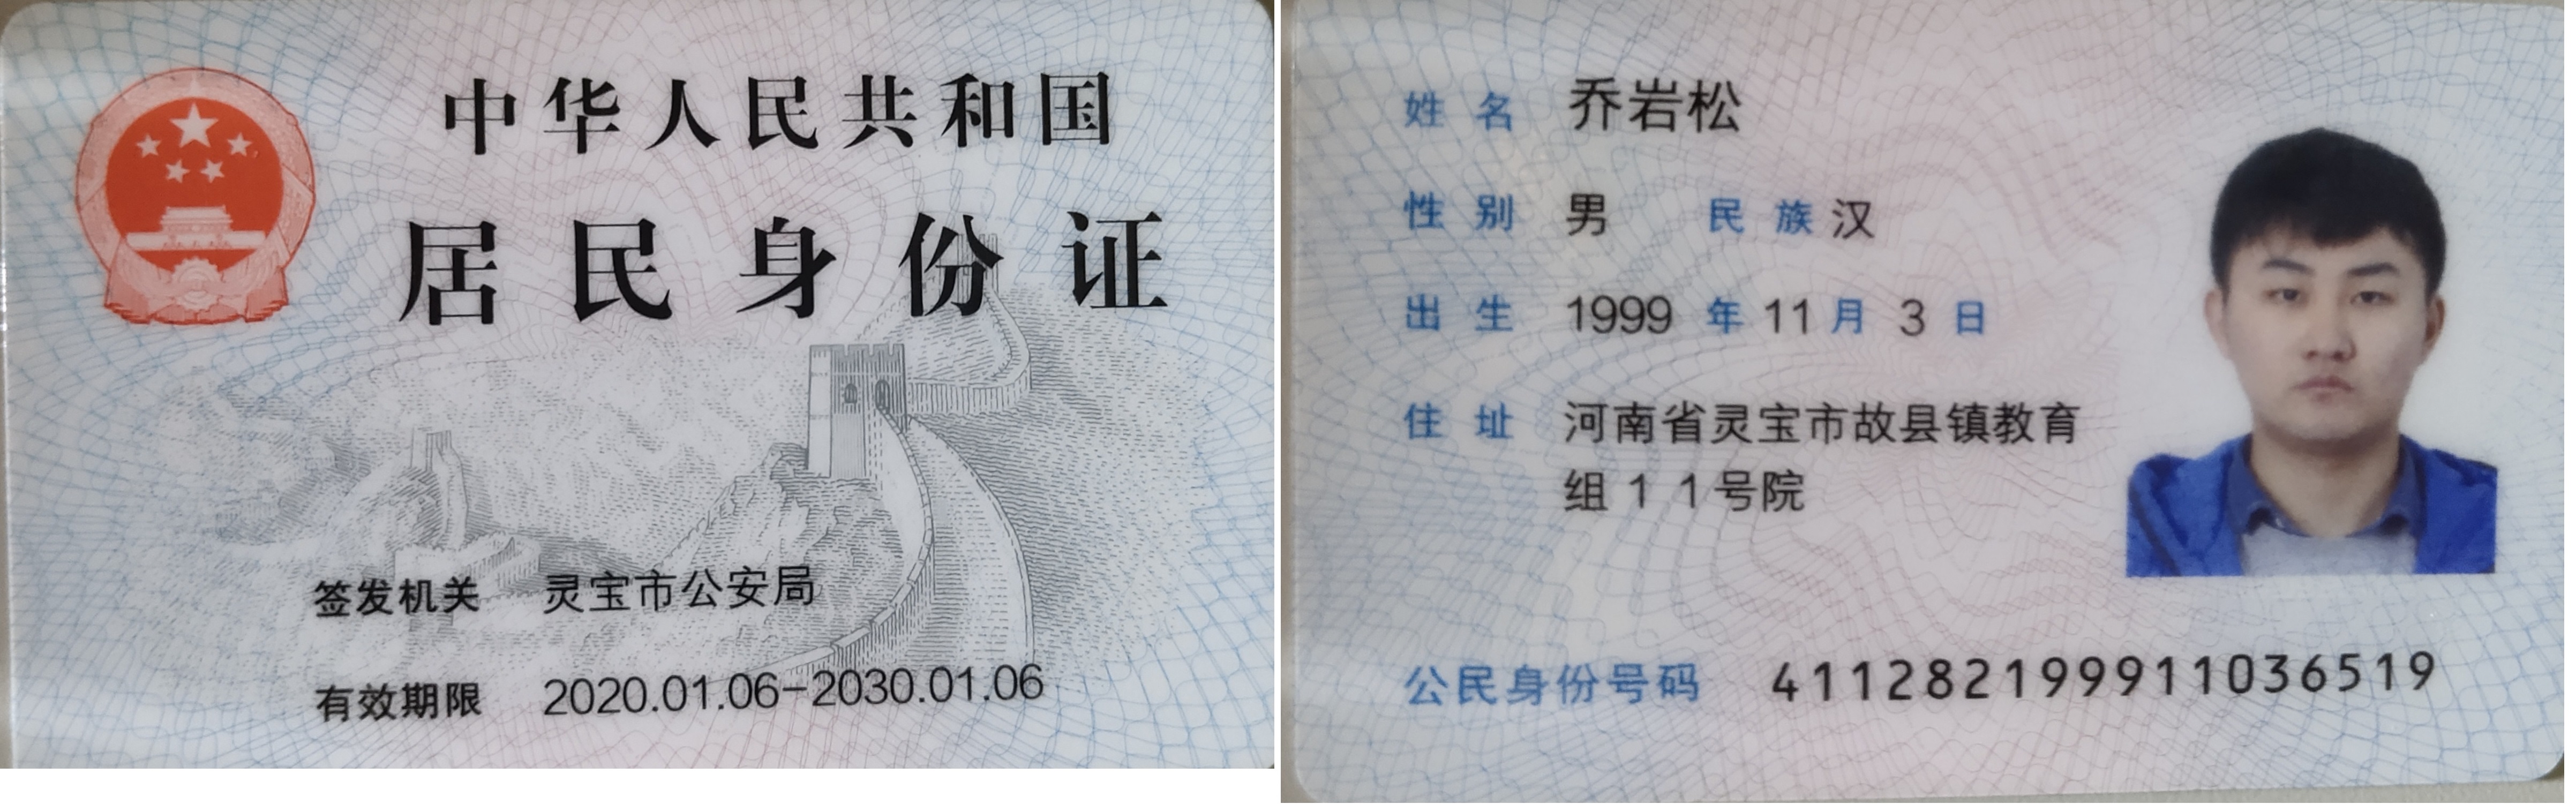 中华人民共和国
居民身份证
签发机关 灵宝市公安局
有效期限 2020.01.06-2030.01.06
姓名 乔岩松
性别 男 民族 汉
出生 1999 年 11 月 3 日
住址 河南省灵宝市故县镇教育
组11号院
公民身份号码 411282199911036519